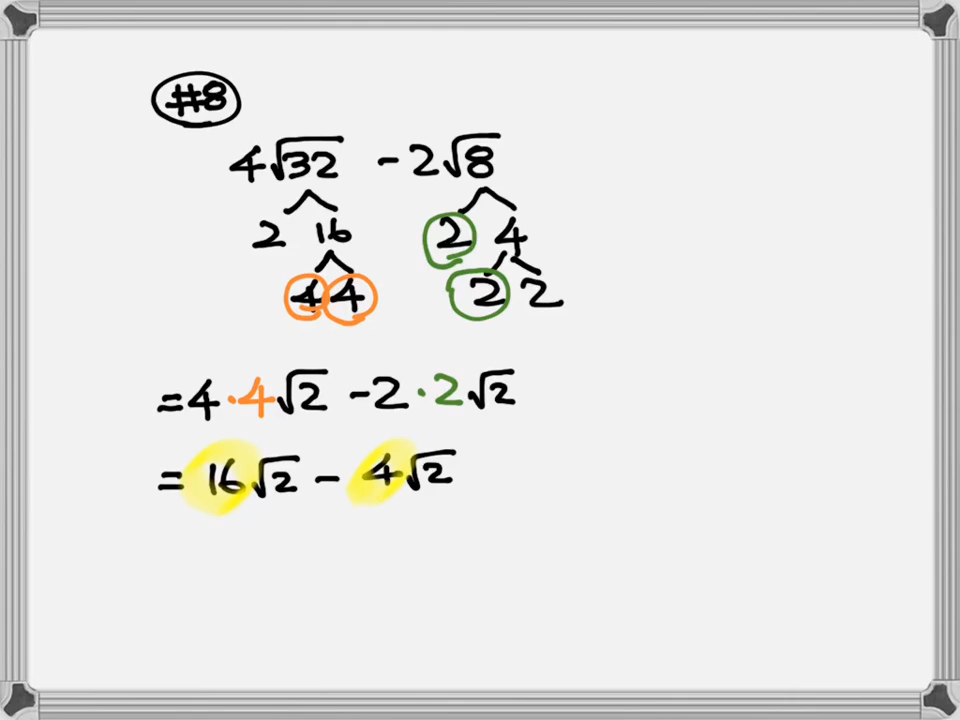 #8
4√32 - 2√8
2 16 2 4
4 4 2 2
= 4 · 4√2 - 2 · 2√2
= 16√2 - 4√2